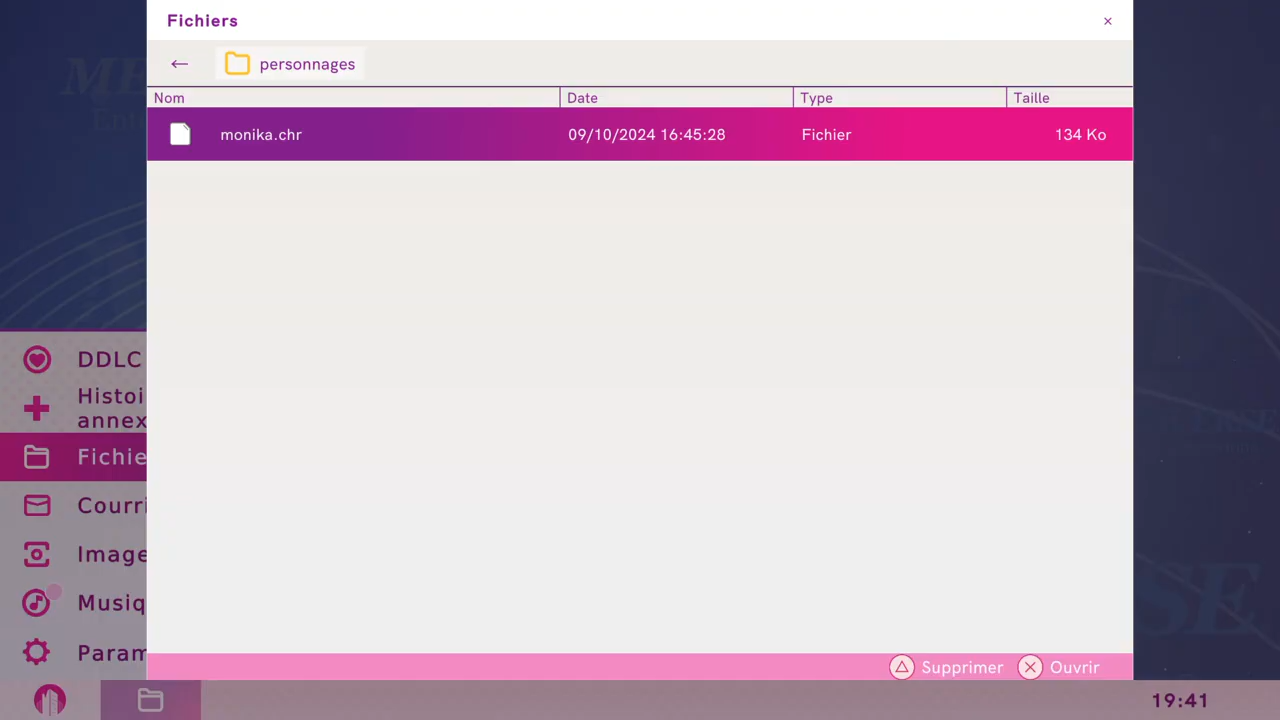 Fichiers
personnages
Nom Date Type Taille
monika.chr 09/10/2024 16:45:28 Fichier 134 Ko
DDLC
Histoi
annex
Fichie
Courri
Image
Musiq
Param
Supprimer Ouvrir
19:41